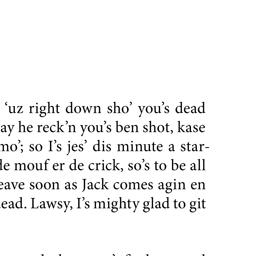 ‘uz right down sho’ you’s dead
ay he reck’n you’s ben shot, kase
mo’; so I’s jes’ dis minute a star-
de mouf er de crick, so’s to be all
eave soon as Jack comes agin en
ead. Lawsy, I’s mighty glad to git